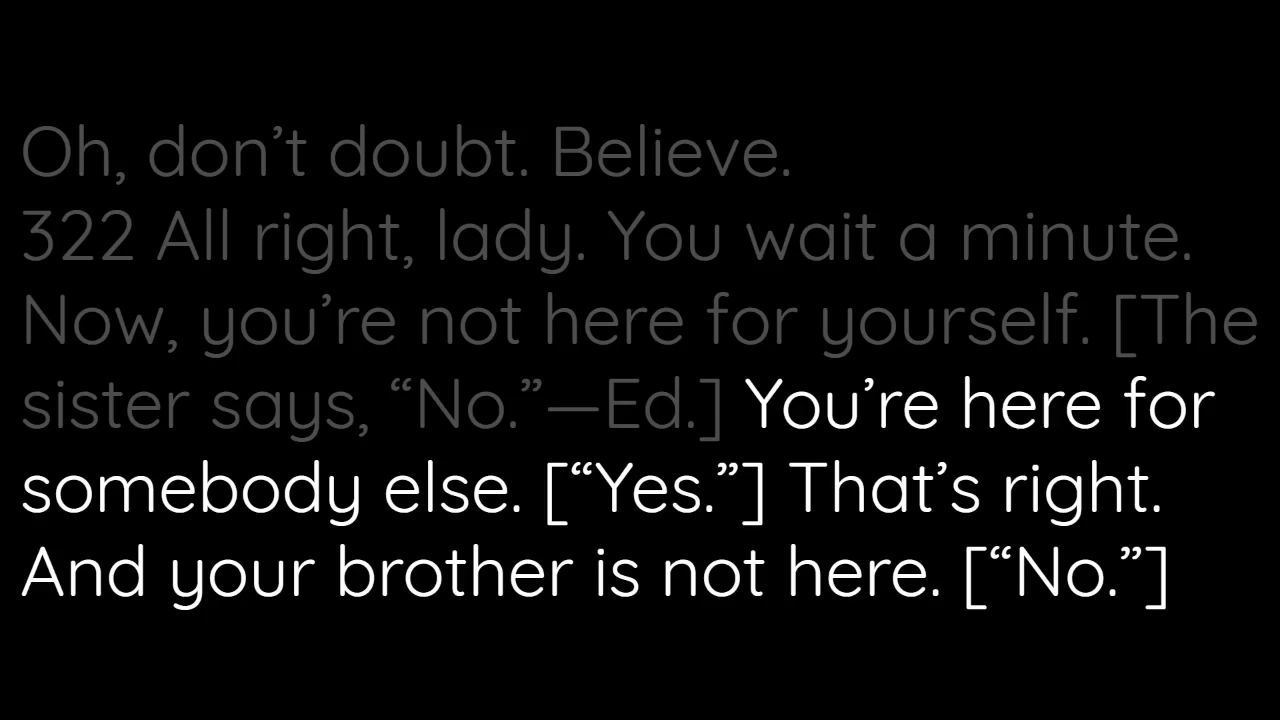 Oh, don’t doubt. Believe.
322 All right, lady. You wait a minute.
Now, you’re not here for yourself. [The
sister says, “No.”—Ed.] You’re here for
somebody else. [“Yes.”] That’s right.
And your brother is not here. [“No.”]